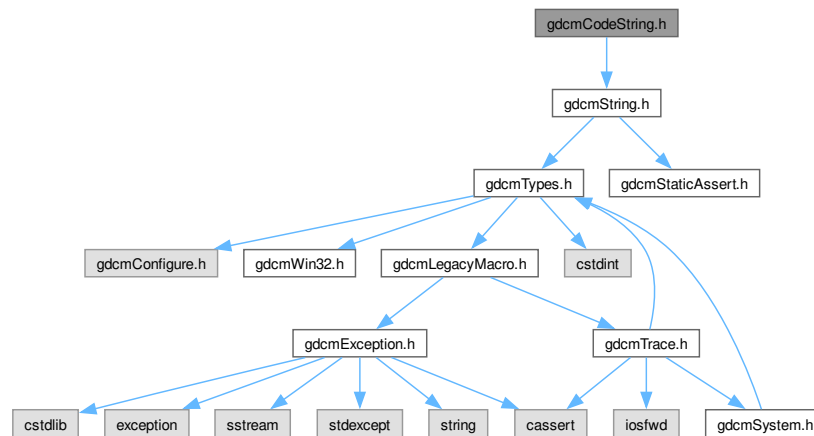 gdcmCodeString.h
gdcmString.h
gdcmTypes.h
gdcmStaticAssert.h
gdcmConfigure.h
gdcmWin32.h
gdcmLegacyMacro.h
cstdint
gdcmException.h
gdcmTrace.h
cstdlib
exception
sstream
stdexcept
string
cassert
iosfwd
gdcmSystem.h